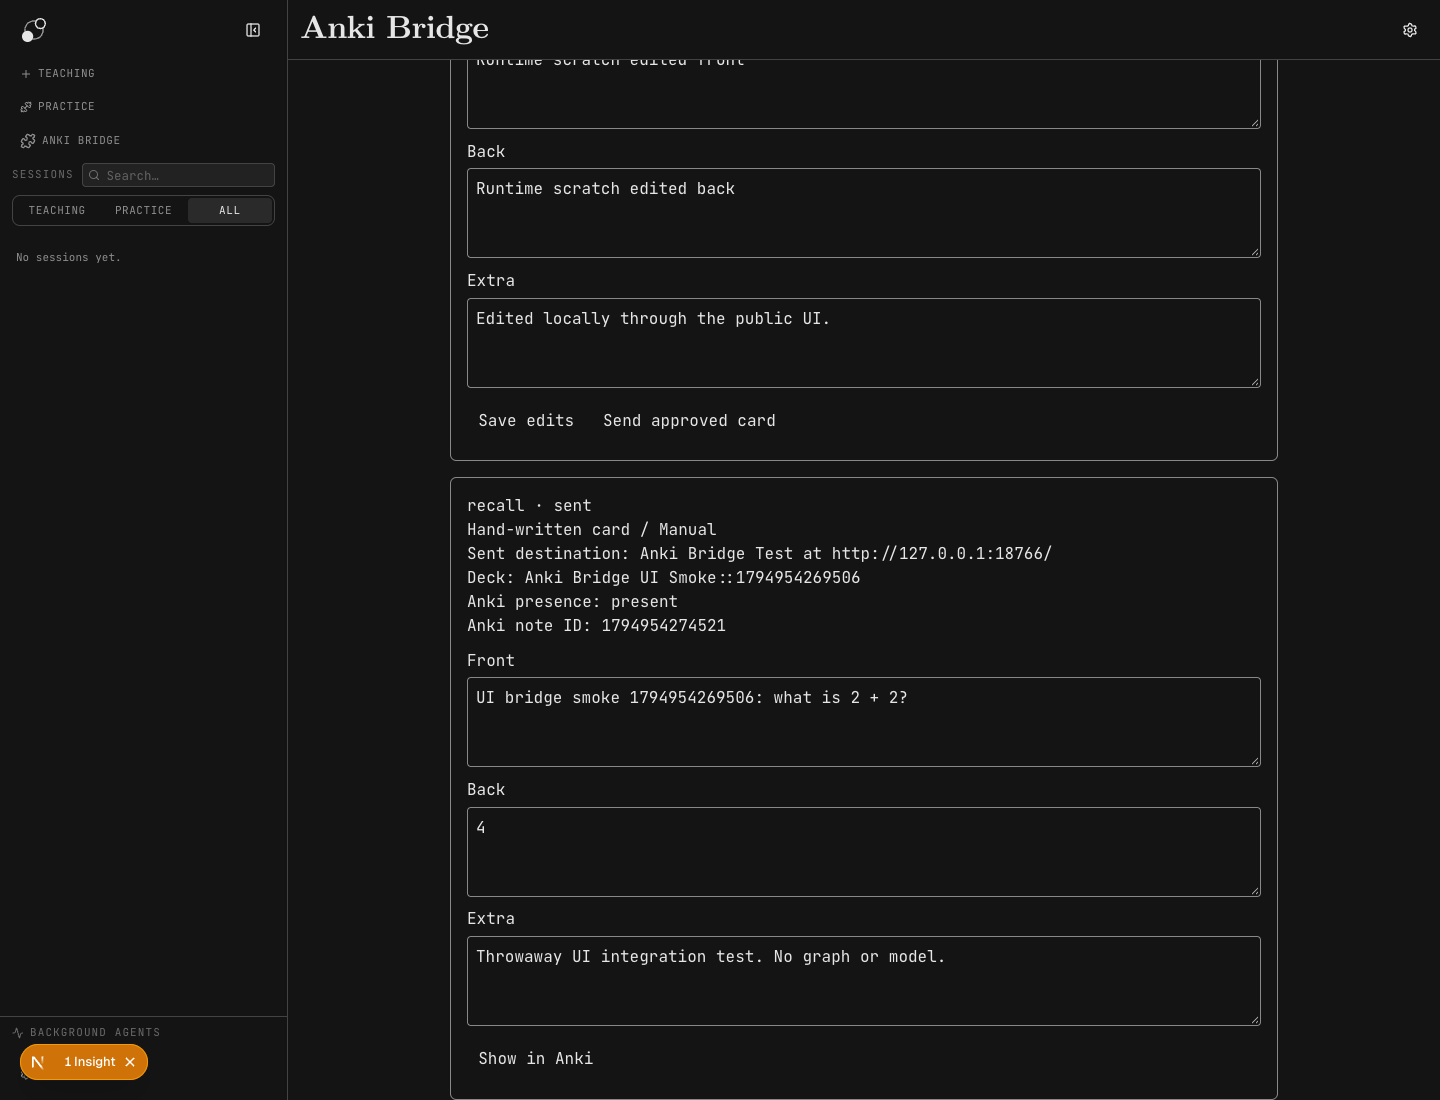 Anki Bridge
TEACHING
PRACTICE
ANKI BRIDGE
SESSIONS
Search…
TEACHING PRACTICE ALL
No sessions yet.
BACKGROUND AGENTS
1 Insight
Runtime scratch edited front
Back
Runtime scratch edited back
Extra
Edited locally through the public UI.
Save edits Send approved card
recall · sent
Hand-written card / Manual
Sent destination: Anki Bridge Test at http://127.0.0.1:18766/
Deck: Anki Bridge UI Smoke::1794954269506
Anki presence: present
Anki note ID: 1794954274521
Front
UI bridge smoke 1794954269506: what is 2 + 2?
Back
4
Extra
Throwaway UI integration test. No graph or model.
Show in Anki